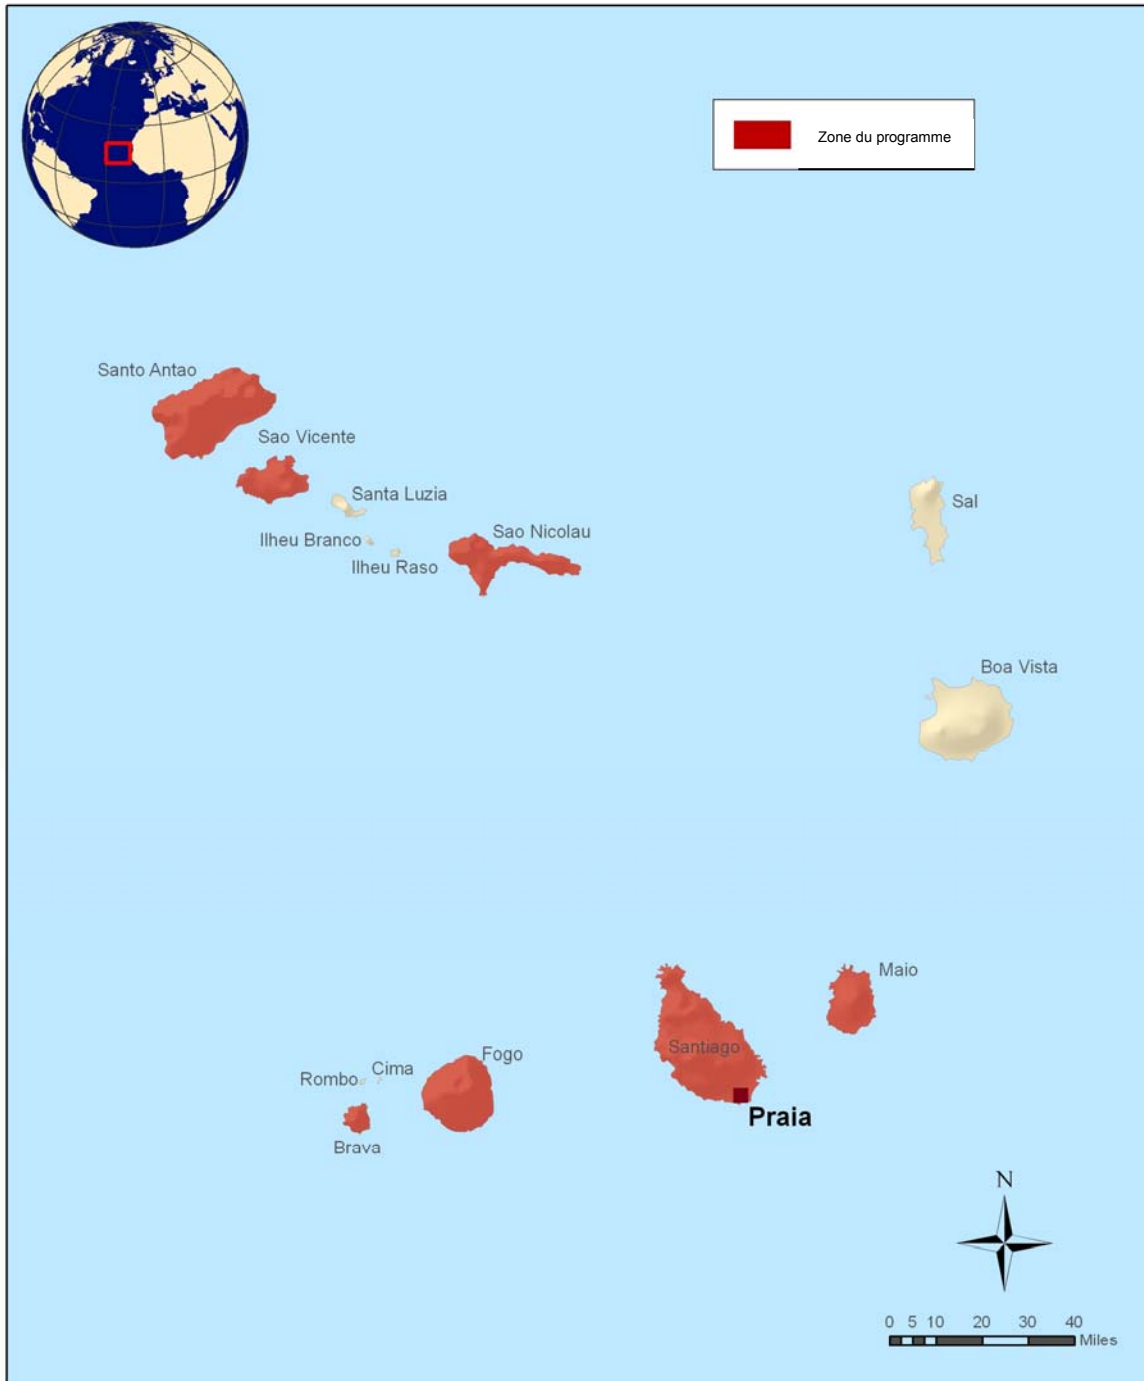 Zone du programme
Santo Antao
Sao Vicente
Santa Luzia
Sal
Ilheu Branco
Sao Nicolau
Ilheu Raso
Boa Vista
Maio
Santiago
Fogo
Cima
Rombo
Praia
Brava
N
0 5 10 20 30 40
Miles